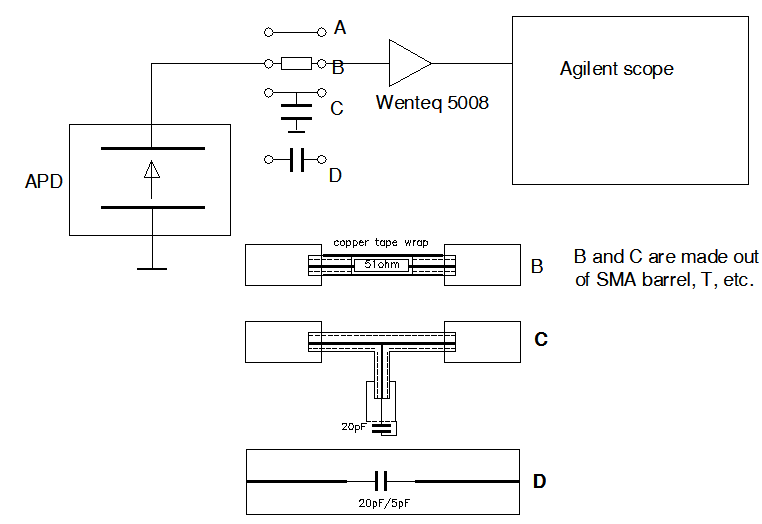 A
B
Agilent scope
Wenteq 5008
C
D
APD
copper tape wrap
51ohm
B
B and C are made out
of SMA barrel, T, etc.
C
20pF
D
20pF/5pF